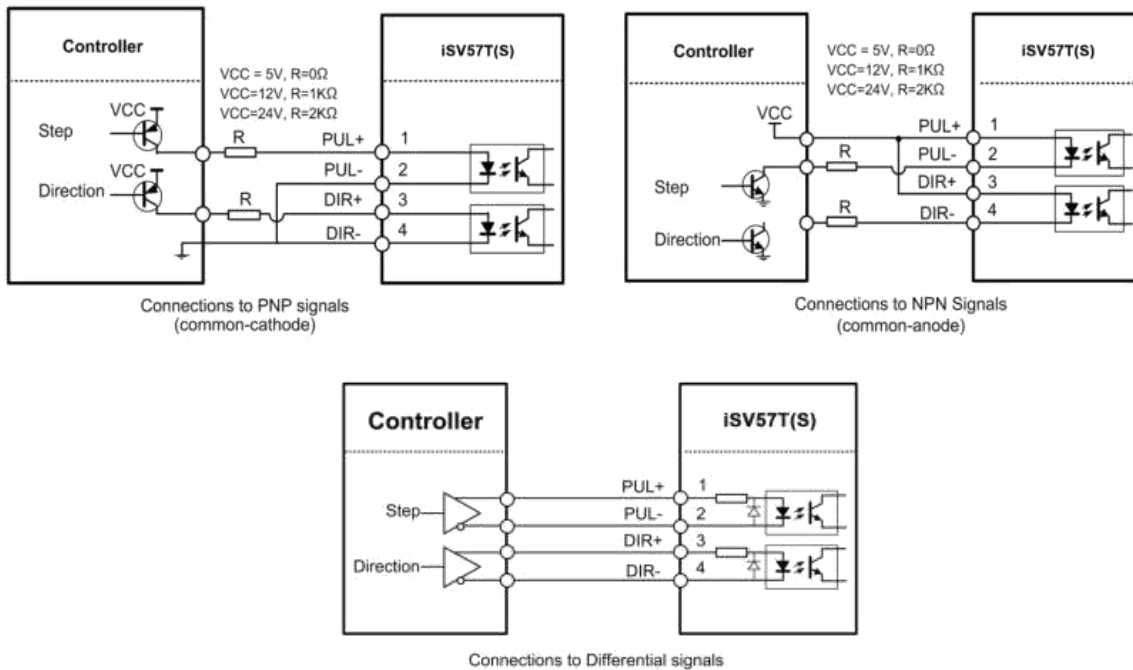 Controller
iSV57T(S)
VCC = 5V, R=0Ω
VCC=12V, R=1KΩ
VCC=24V, R=2KΩ
VCC
Step
R
PUL+
1
VCC
PUL-
2
Direction
R
DIR+
3
DIR-
4
Connections to PNP signals
(common-cathode)
Controller
iSV57T(S)
VCC = 5V, R=0Ω
VCC=12V, R=1KΩ
VCC=24V, R=2KΩ
VCC
PUL+
1
R
PUL-
2
Step
DIR+
3
R
DIR-
4
Direction
Connections to NPN Signals
(common-anode)
Controller
iSV57T(S)
PUL+
1
Step
PUL-
2
DIR+
3
Direction
DIR-
4
Connections to Differential signals